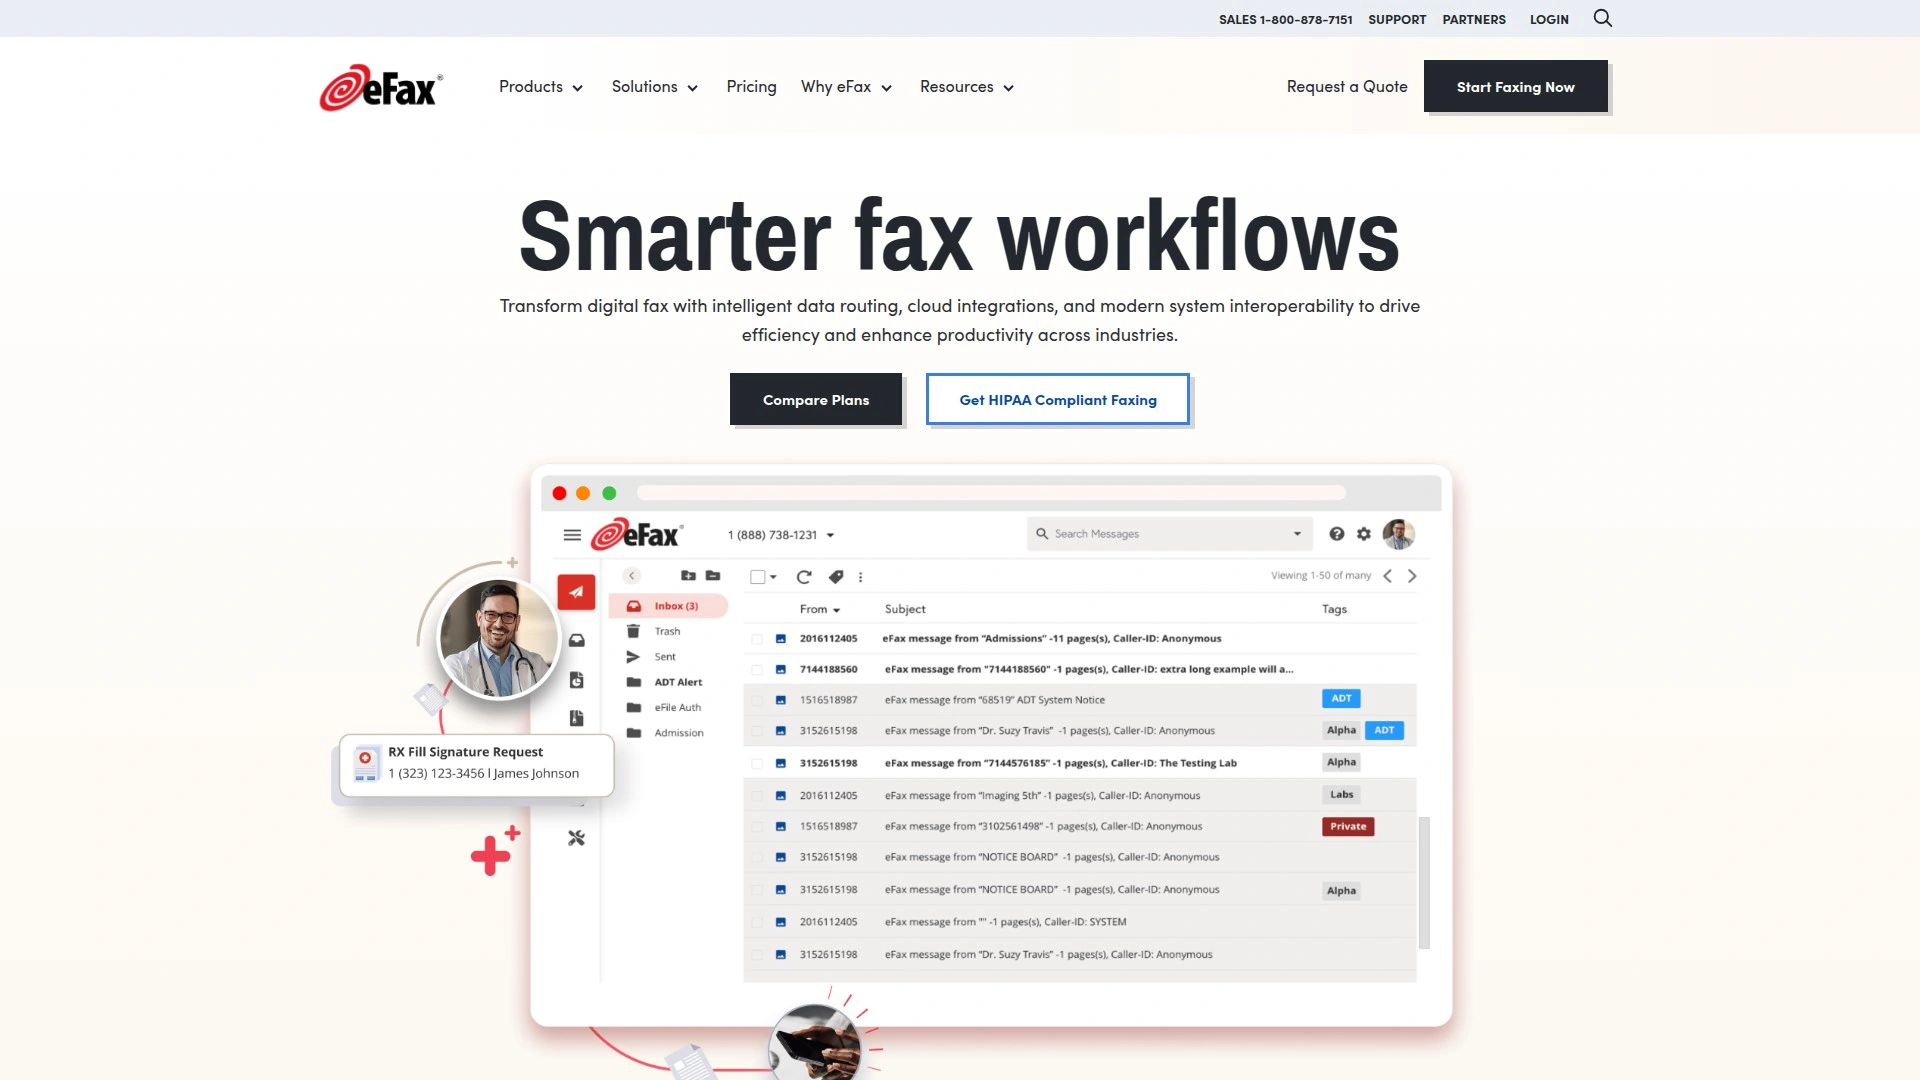 SALES 1-800-878-7151 SUPPORT PARTNERS LOGIN
eFax®
Products Solutions Pricing Why eFax Resources Request a Quote Start Faxing Now
Smarter fax workflows
Transform digital fax with intelligent data routing, cloud integrations, and modern system interoperability to drive
efficiency and enhance productivity across industries.
Compare Plans Get HIPAA Compliant Faxing
eFax® 1 (888) 738-1231 Search Messages
Viewing 1-50 of many
Inbox (3)
Trash
Sent
ADT Alert
eFile Auth
Admission
From Subject Tags
2016112405 eFax message from “Admissions” -11 pages(s), Caller-ID: Anonymous
7144188560 eFax message from "7144188560" -1 pages(s), Caller-ID: extra long example will a...
1516518987 eFax message from “68519” ADT System Notice ADT
3152615198 eFax message from “Dr. Suzy Travis” -1 pages(s), Caller-ID: Anonymous Alpha ADT
3152615198 eFax message from “7144576185” -1 pages(s), Caller-ID: The Testing Lab Alpha
2016112405 eFax message from “Imaging 5th” -1 pages(s), Caller-ID: Anonymous Labs
1516518987 eFax message from “3102561498” -1 pages(s), Caller-ID: Anonymous Private
3152615198 eFax message from “NOTICE BOARD” -1 pages(s), Caller-ID: Anonymous
3152615198 eFax message from “NOTICE BOARD” -1 pages(s), Caller-ID: Anonymous Alpha
2016112405 eFax message from "" -1 pages(s), Caller-ID: SYSTEM
3152615198 eFax message from “Dr. Suzy Travis” -1 pages(s), Caller-ID: Anonymous
RX Fill Signature Request
1 (323) 123-3456 | James Johnson